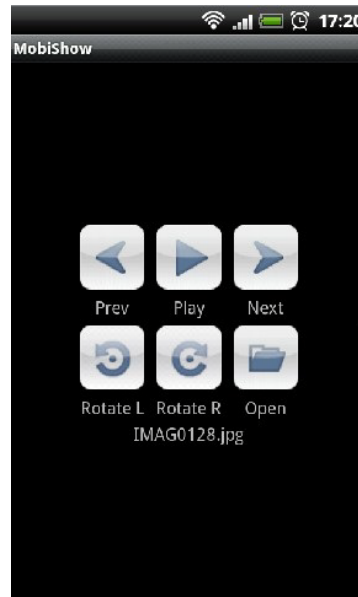 17:20
MobiShow
Prev Play Next
Rotate L Rotate R Open
IMAG0128.jpg